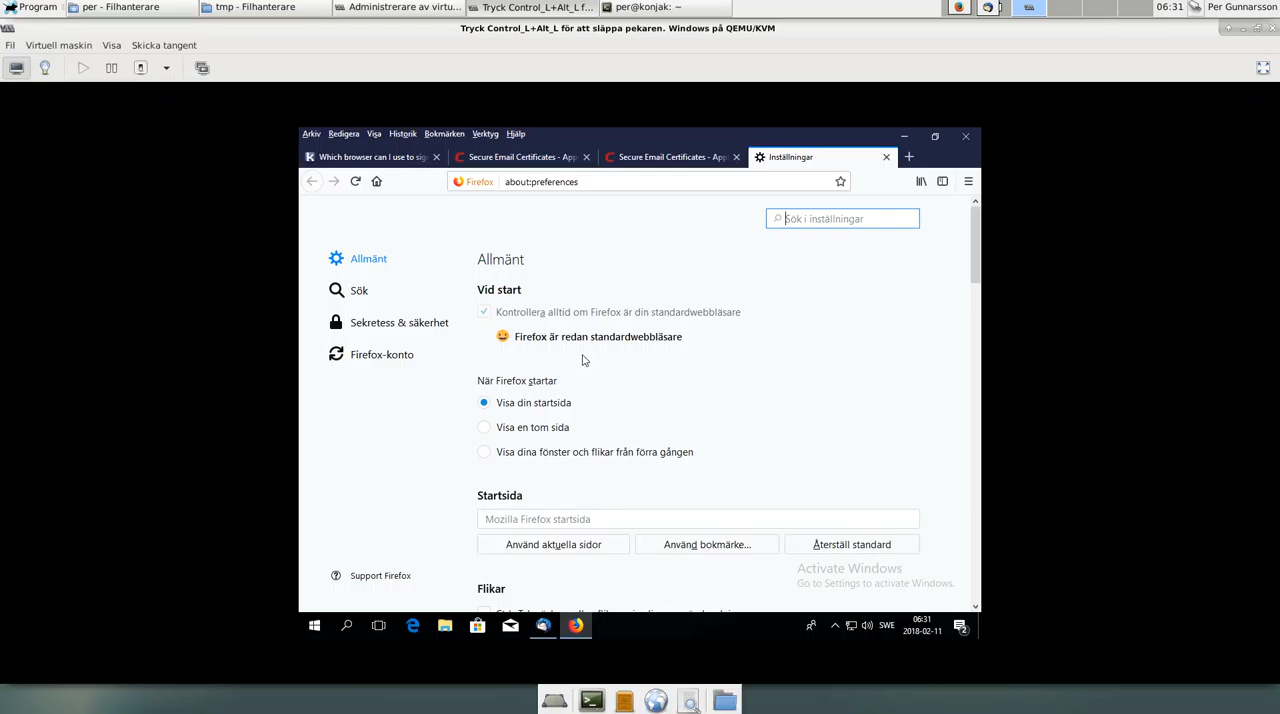 Program
per - Filhanterare
tmp - Filhanterare
Administrerare av virtu...
Tryck Control_L+Alt_L f...
per@konjak: ~
06:31
Per Gunnarsson
Tryck Control_L+Alt_L för att släppa pekaren. Windows på QEMU/KVM
Fil
Virtuell maskin
Visa
Skicka tangent
Arkiv
Redigera
Visa
Historik
Bokmärken
Verktyg
Hjälp
Which browser can I use to sig
Secure Email Certificates - App
Secure Email Certificates - App
Inställningar
Firefox
about:preferences
Sök i inställningar
Allmänt
Sök
Sekretess & säkerhet
Firefox-konto
Support Firefox
Allmänt
Vid start
Kontrollera alltid om Firefox är din standardwebbläsare
Firefox är redan standardwebbläsare
När Firefox startar
Visa din startsida
Visa en tom sida
Visa dina fönster och flikar från förra gången
Startsida
Mozilla Firefox startsida
Använd aktuella sidor
Använd bokmärke...
Återställ standard
Activate Windows
Go to Settings to activate Windows.
Flikar
SWE
06:31
2018-02-11
2